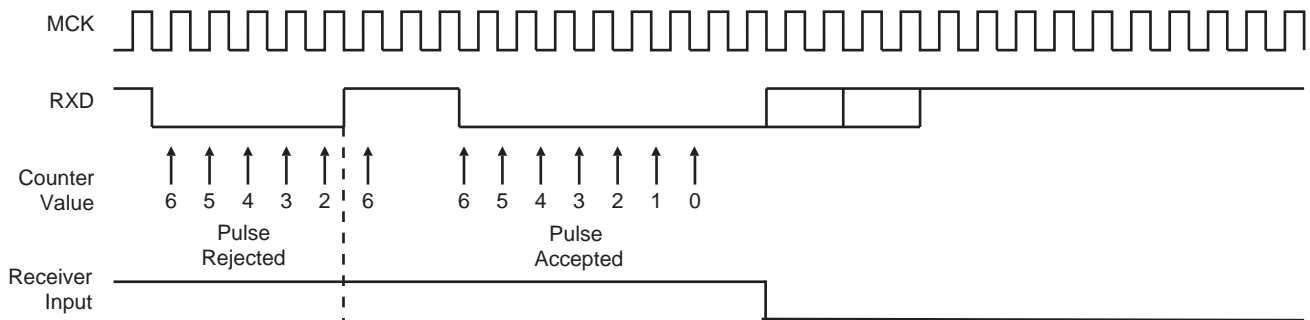 MCK
RXD
Counter
Value
6 5 4 3 2 6 6 5 4 3 2 1 0
Pulse
Rejected
Pulse
Accepted
Receiver
Input